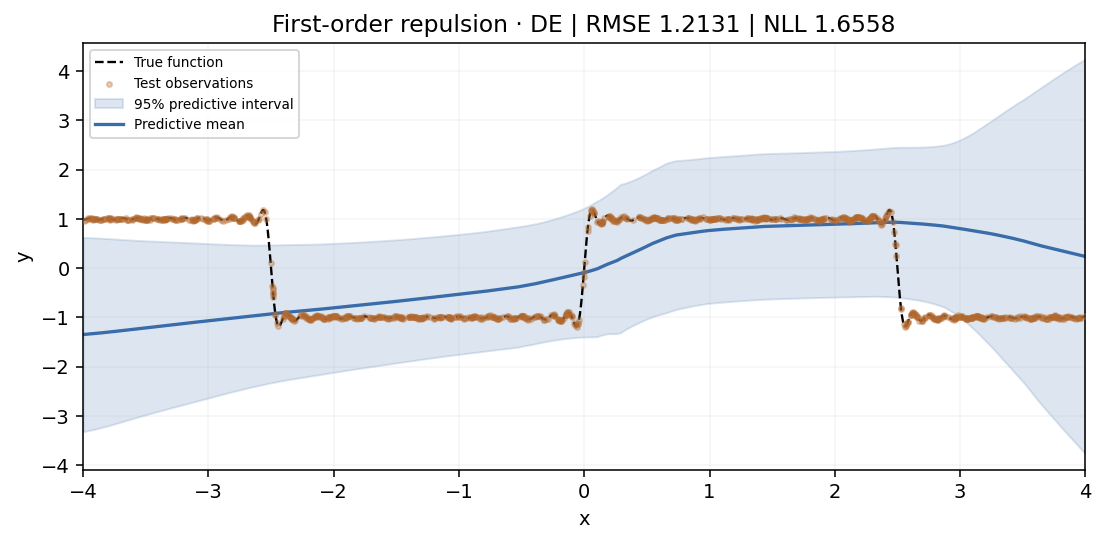 First-order repulsion · DE | RMSE 1.2131 | NLL 1.6558
True function
Test observations
95% predictive interval
Predictive mean
4
3
2
1
0
−1
−2
−3
−4
y
−4 −3 −2 −1 0 1 2 3 4
x